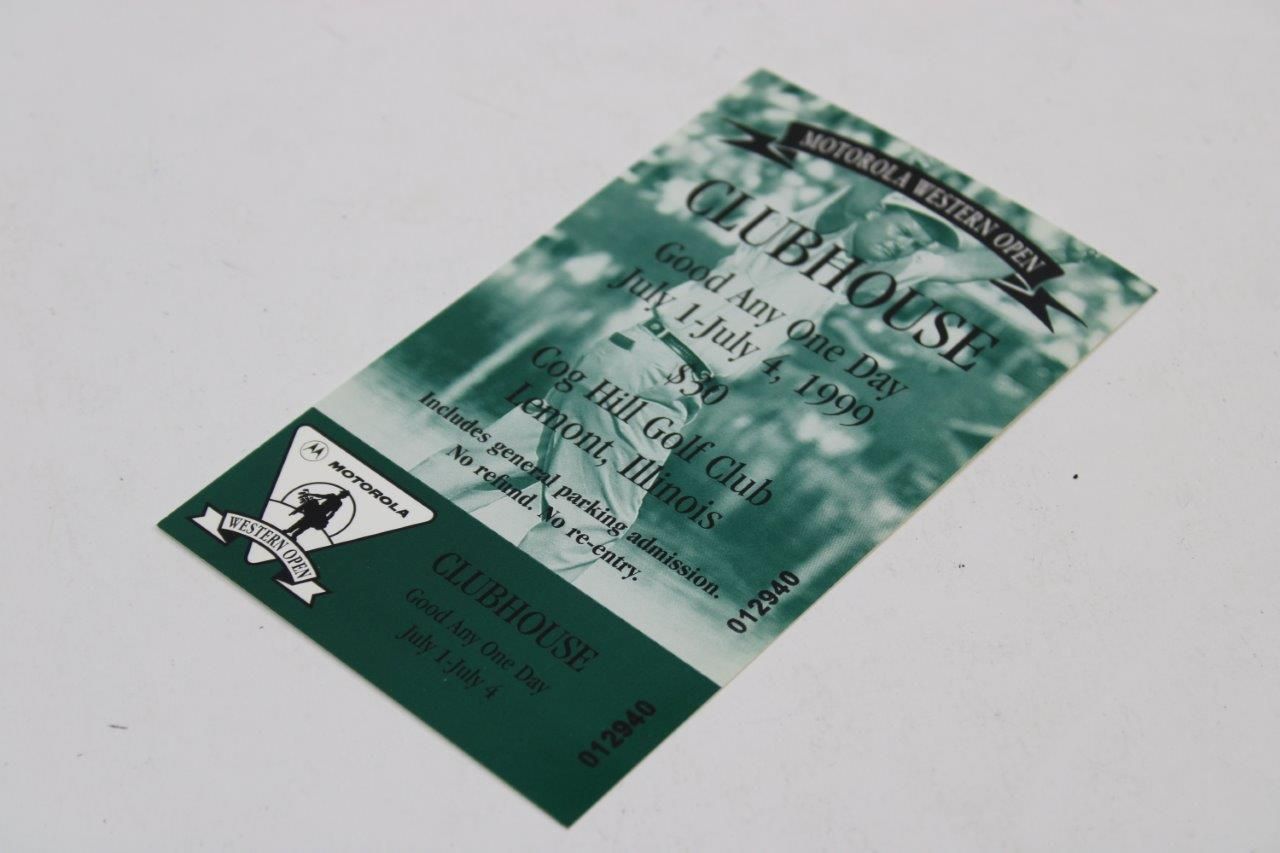 MOTOROLA WESTERN OPEN
CLUBHOUSE
Good Any One Day
July 1-July 4, 1999
$30
Cog Hill Golf Club
Lemont, Illinois
Includes general parking admission.
No refund. No re-entry.
012940
MOTOROLA
WESTERN OPEN
CLUBHOUSE
Good Any One Day
July 1-July 4
012940